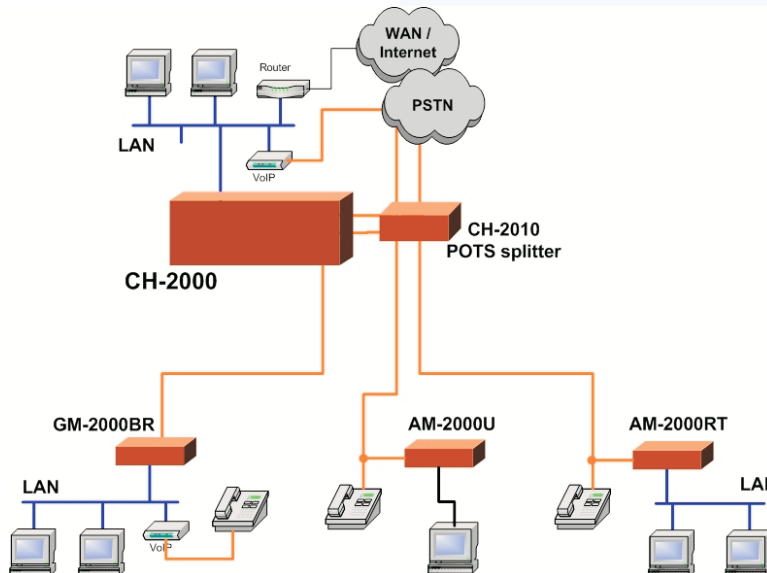 WAN /
Internet
Router
PSTN
LAN
VoIP
CH-2010
POTS splitter
CH-2000
GM-2000BR
AM-2000U
AM-2000RT
LAN
LAN
VoIP